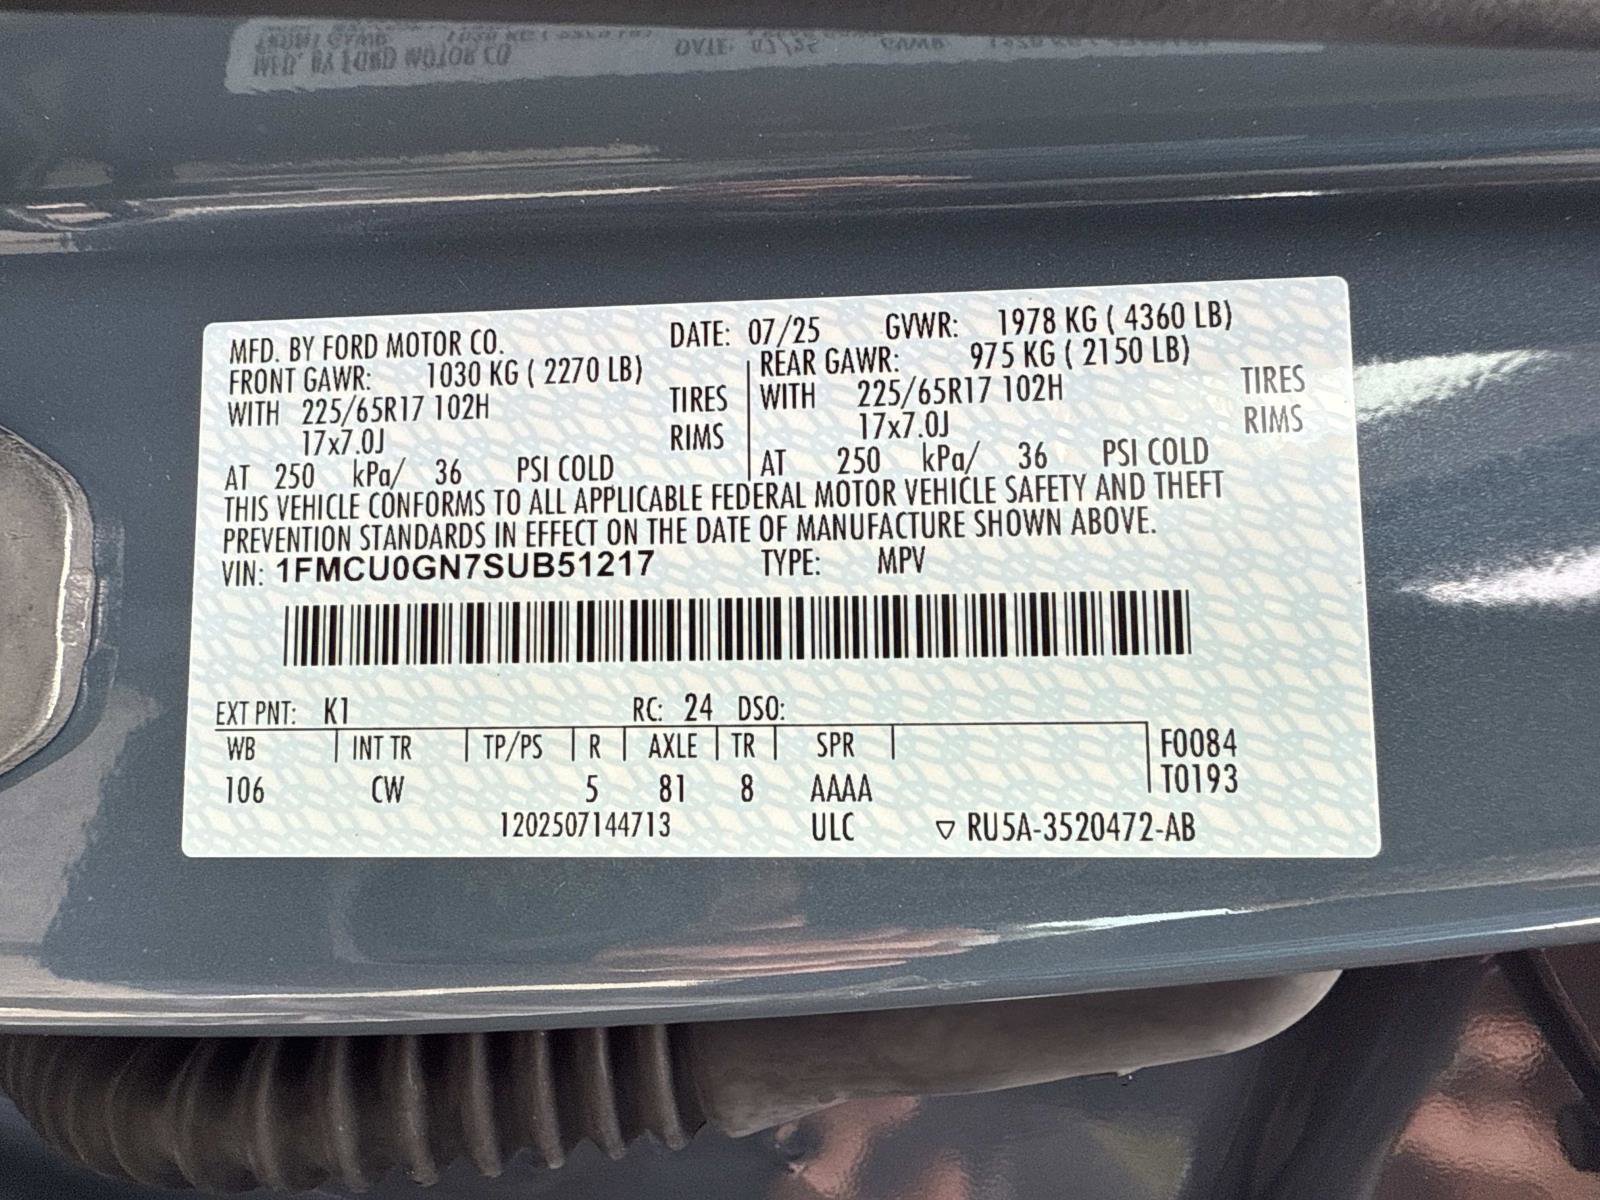 MFD. BY FORD MOTOR CO. DATE: 07/25 GVWR: 1978 KG ( 4360 LB)
FRONT GAWR: 1030 KG ( 2270 LB) REAR GAWR: 975 KG ( 2150 LB)
WITH 225/65R17 102H TIRES WITH 225/65R17 102H TIRES
17x7.0J RIMS 17x7.0J RIMS
AT 250 kPa/ 36 PSI COLD AT 250 kPa/ 36 PSI COLD
THIS VEHICLE CONFORMS TO ALL APPLICABLE FEDERAL MOTOR VEHICLE SAFETY AND THEFT
PREVENTION STANDARDS IN EFFECT ON THE DATE OF MANUFACTURE SHOWN ABOVE.
VIN: 1FMCU0GN7SUB51217 TYPE: MPV
EXT PNT: K1 RC: 24 DSO:
WB INT TR TP/PS R AXLE TR SPR F0084
106 CW 5 81 8 AAAA T0193
1202507144713 ULC ▽ RU5A-3520472-AB